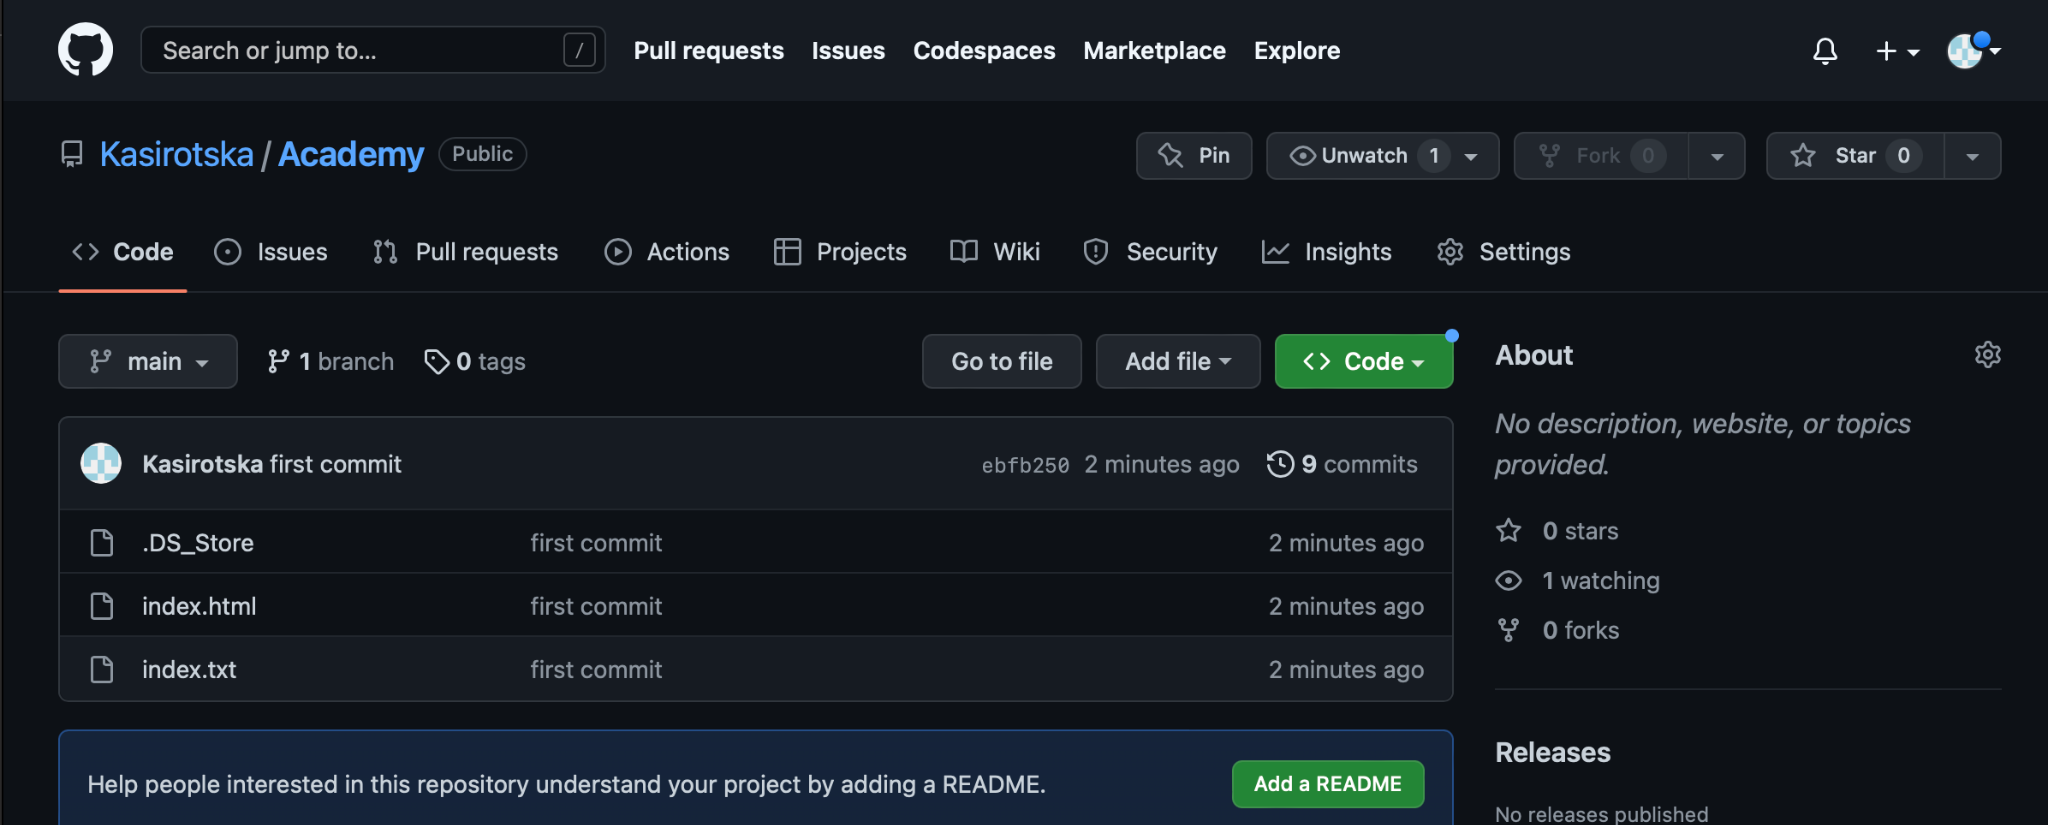 Search or jump to... / Pull requests Issues Codespaces Marketplace Explore
Kasirotska / Academy Public Pin Unwatch 1 Fork 0 Star 0
Code Issues Pull requests Actions Projects Wiki Security Insights Settings
main 1 branch 0 tags Go to file Add file Code
Kasirotska first commit ebfb250 2 minutes ago 9 commits
.DS_Store first commit 2 minutes ago
index.html first commit 2 minutes ago
index.txt first commit 2 minutes ago
Help people interested in this repository understand your project by adding a README. Add a README
About
No description, website, or topics
provided.
0 stars
1 watching
0 forks
Releases
No releases published